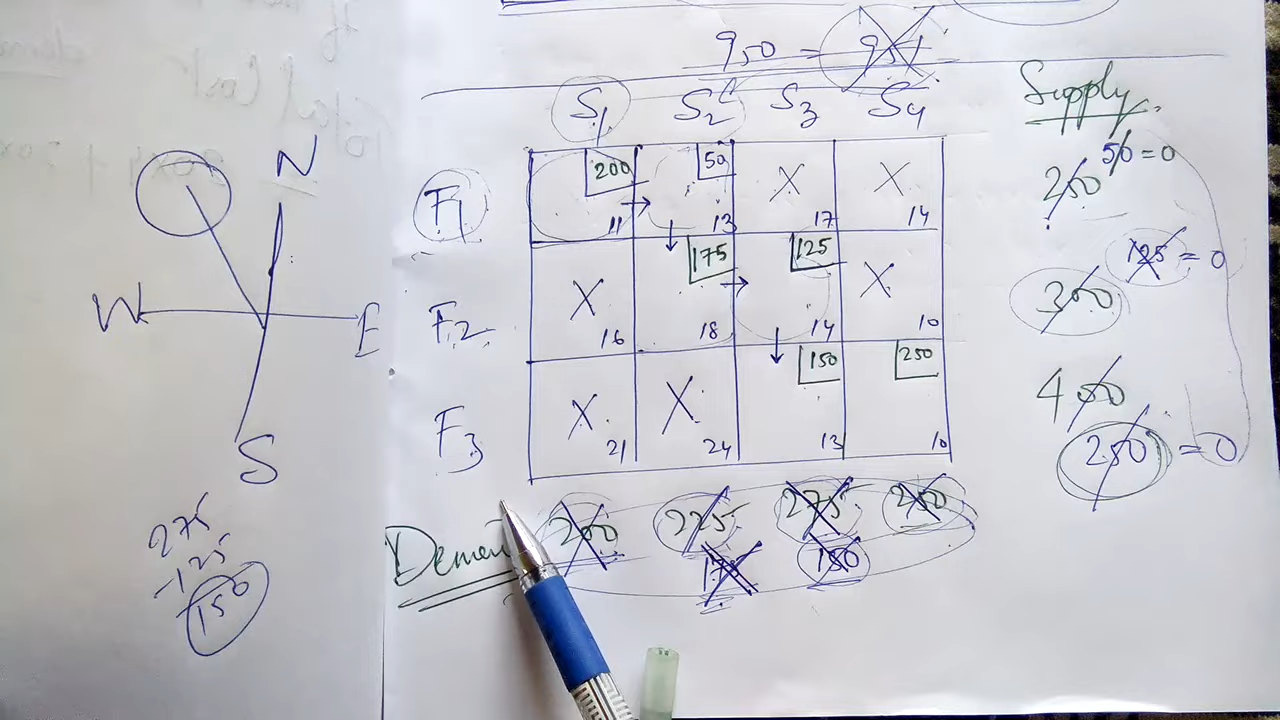 950 = 951
S1 S2 S3 S4 Supply
N
W E
S
F1 200 11 50 13 X 17 X 14 250 50=0
F2 X 16 175 18 125 14 X 10 300 125=0
F3 X 21 X 24 150 13 250 10 400
250 =0
Deman 200 225 275 250
175 150
275
-125
150